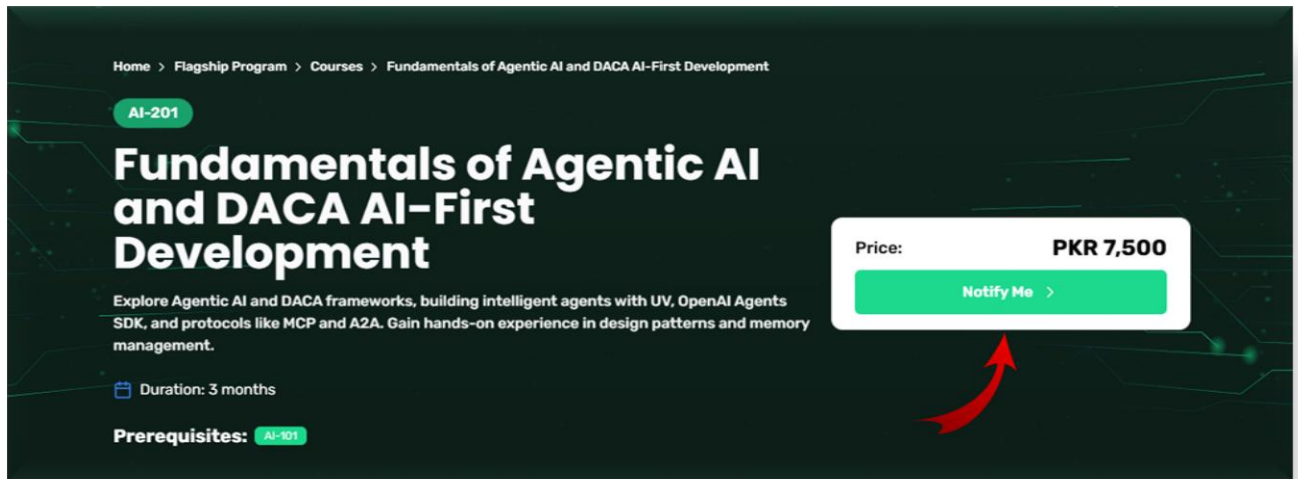 Home > Flagship Program > Courses > Fundamentals of Agentic AI and DACA AI-First Development
AI-201
Fundamentals of Agentic AI
and DACA AI-First
Development
Explore Agentic AI and DACA frameworks, building intelligent agents with UV, OpenAI Agents
SDK, and protocols like MCP and A2A. Gain hands-on experience in design patterns and memory
management.
Duration: 3 months
Prerequisites: AI-101
Price: PKR 7,500
Notify Me >